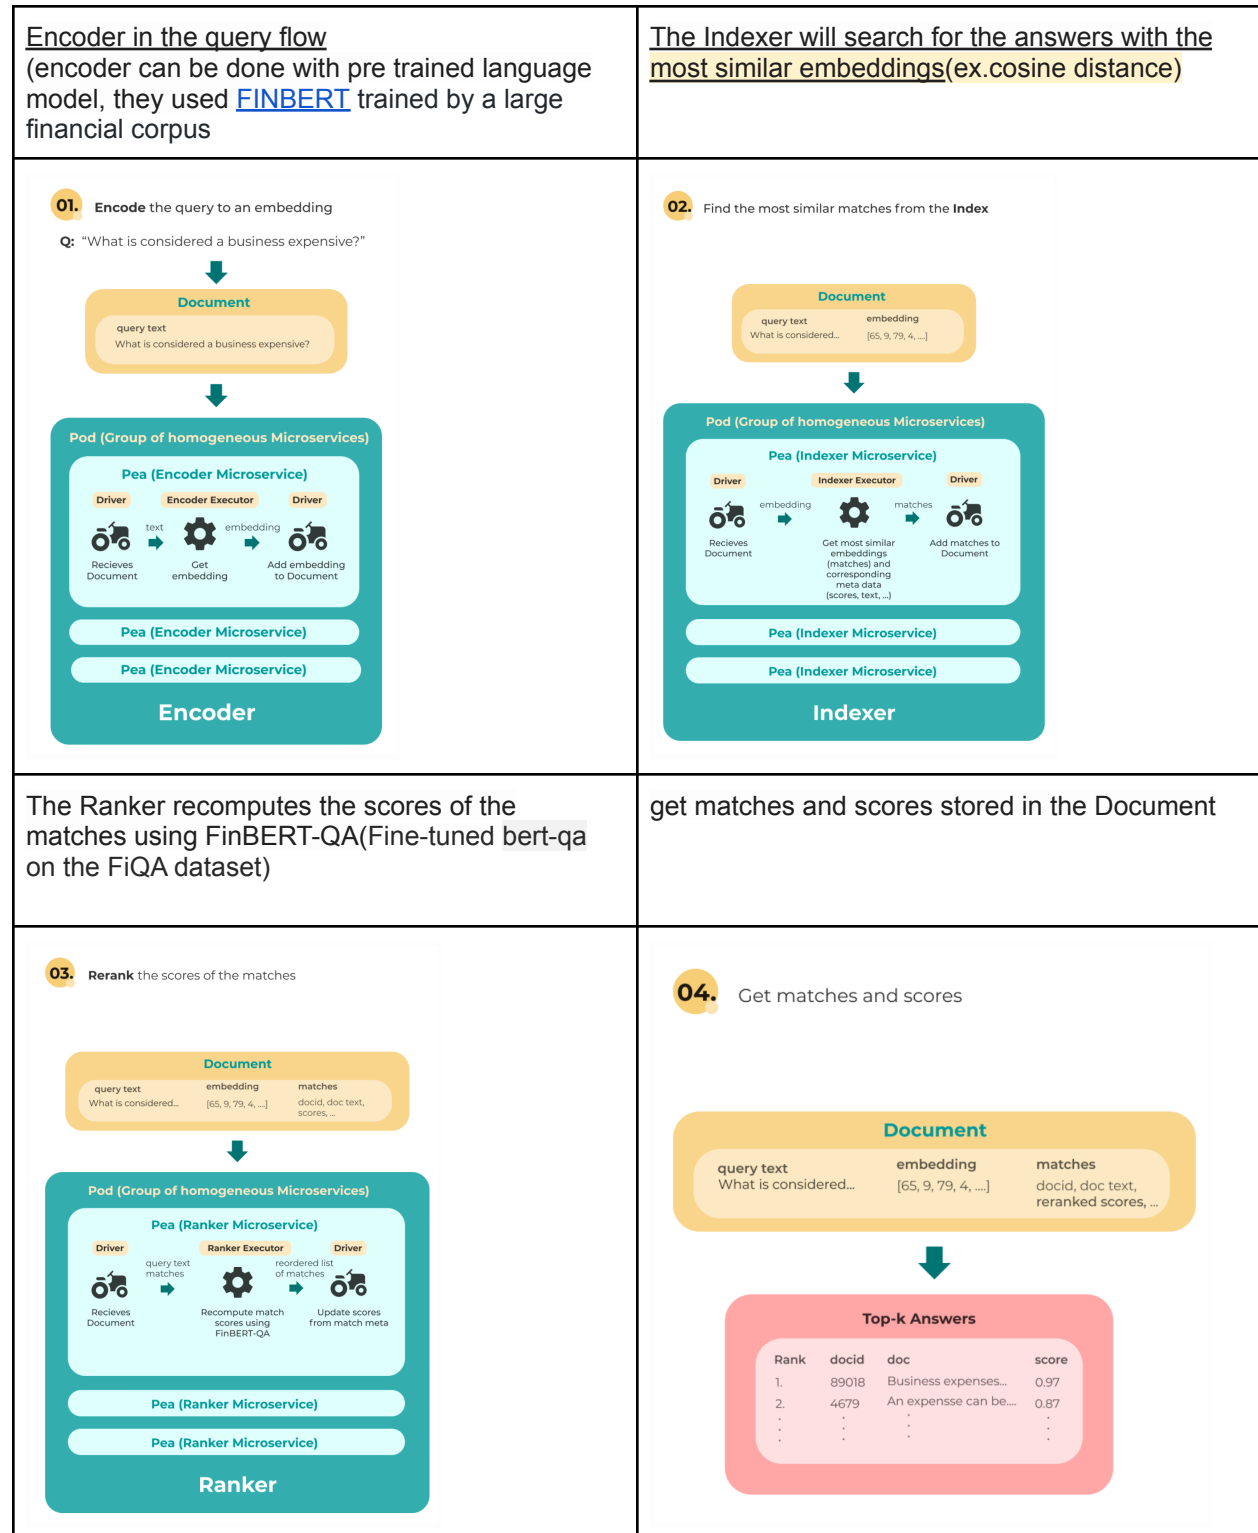 Encoder in the query flow
(encoder can be done with pre trained language
model, they used FINBERT trained by a large
financial corpus
The Indexer will search for the answers with the
most similar embeddings(ex.cosine distance)
01. Encode the query to an embedding
Q: “What is considered a business expensive?”
Document
query text
What is considered a business expensive?
Pod (Group of homogeneous Microservices)
Pea (Encoder Microservice)
Driver Encoder Executor Driver
text embedding
Recieves Get Add embedding
Document embedding to Document
Pea (Encoder Microservice)
Pea (Encoder Microservice)
Encoder
02. Find the most similar matches from the Index
Document
query text embedding
What is considered... [65, 9, 79, 4, ....]
Pod (Group of homogeneous Microservices)
Pea (Indexer Microservice)
Driver Indexer Executor Driver
embedding matches
Recieves Get most similar Add matches to
Document embeddings Document
(matches) and
corresponding
meta data
(scores, text, ...)
Pea (Indexer Microservice)
Pea (Indexer Microservice)
Indexer
The Ranker recomputes the scores of the
matches using FinBERT-QA(Fine-tuned bert-qa
on the FiQA dataset)
get matches and scores stored in the Document
03. Rerank the scores of the matches
Document
query text embedding matches
What is considered... [65, 9, 79, 4, ....] docid, doc text,
scores, ...
Pod (Group of homogeneous Microservices)
Pea (Ranker Microservice)
Driver Ranker Executor Driver
query text reordered list
matches of matches
Recieves Recompute match Update scores
Document scores using from match meta
FinBERT-QA
Pea (Ranker Microservice)
Pea (Ranker Microservice)
Ranker
04. Get matches and scores
Document
query text embedding matches
What is considered... [65, 9, 79, 4, ....] docid, doc text,
reranked scores, ...
Top-k Answers
Rank docid doc score
1. 89018 Business expenses... 0.97
2. 4679 An expensse can be.... 0.87